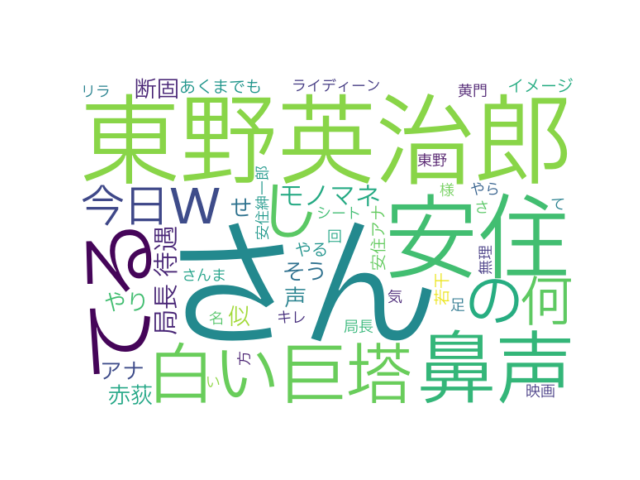 リラ
断固
あくまでも
ライディーン
黄門
イメージ
東野英治郎
東野
今日
W
し
モノマネ
安住紳一郎
せ
シート
回
安住アナ
様
やら
さ
て
安住
てる
局長
待遇
さん
さんま
やる
そう
無理
の
何
やり
声
名
似
キレ
気
若干
足
局長
アナ
白い巨塔
方
い
鼻声
赤荻
映画